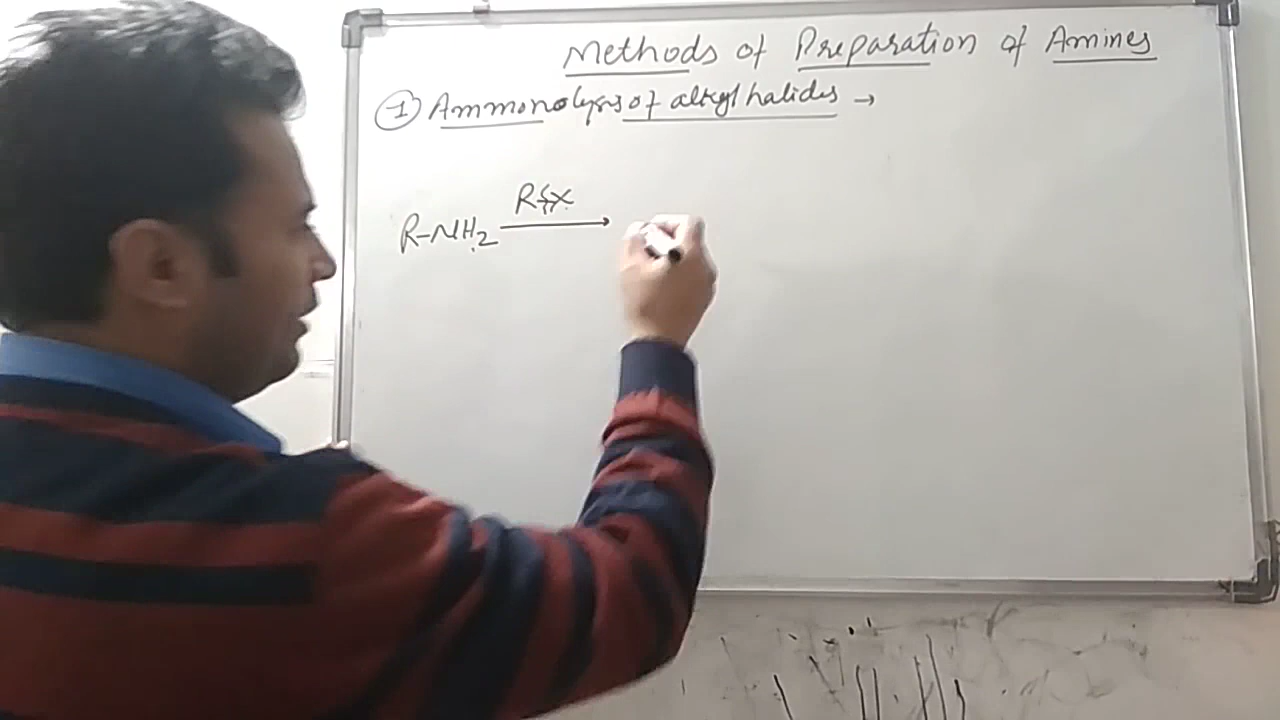 Methods of Preparation of Amines
① Ammonolysis of alkyl halides →
R-X
R-NH₂ ⟶